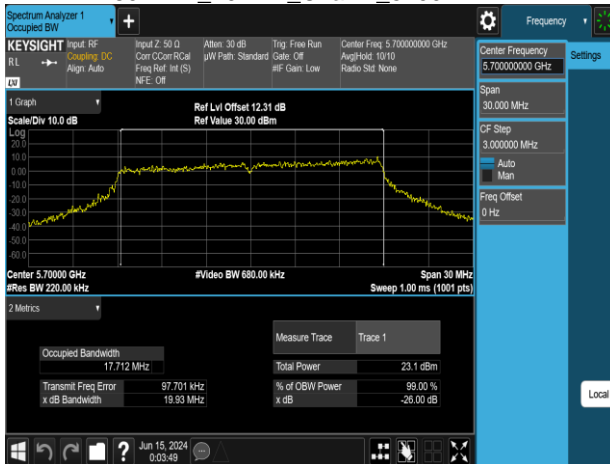 Spectrum Analyzer 1
Occupied BW
+
Frequency
KEYSIGHT
R L
LXI
Input: RF
Coupling: DC
Align: Auto
Input Z: 50 Ω
Corr CCorr RCal
Freq Ref: Int (S)
NFE: Off
Atten: 30 dB
µW Path: Standard
Trig: Free Run
Gate: Off
#IF Gain: Low
Center Freq: 5.700000000 GHz
Avg|Hold: 10/10
Radio Std: None
Center Frequency
5.700000000 GHz
Settings
Span
30.000 MHz
CF Step
3.000000 MHz
Auto
Man
Freq Offset
0 Hz
1 Graph
Scale/Div 10.0 dB
Ref Lvl Offset 12.31 dB
Ref Value 30.00 dBm
Log
20.0
10.0
0.00
-10.0
-20.0
-30.0
-40.0
-50.0
-60.0
Center 5.70000 GHz
#Res BW 220.00 kHz
#Video BW 680.00 kHz
Span 30 MHz
Sweep 1.00 ms (1001 pts)
2 Metrics
Measure Trace Trace 1
Occupied Bandwidth
17.712 MHz
Total Power 23.1 dBm
Transmit Freq Error 97.701 kHz
% of OBW Power 99.00 %
x dB Bandwidth 19.93 MHz
x dB -26.00 dB
Local
?
Jun 15, 2024
0:03:49